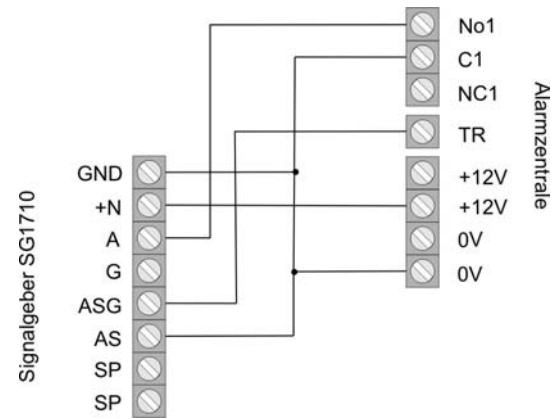 Signalgeber SG1710
GND
+N
A
G
ASG
AS
SP
SP
No1
C1
NC1
TR
+12V
+12V
0V
0V
Alarmzentrale